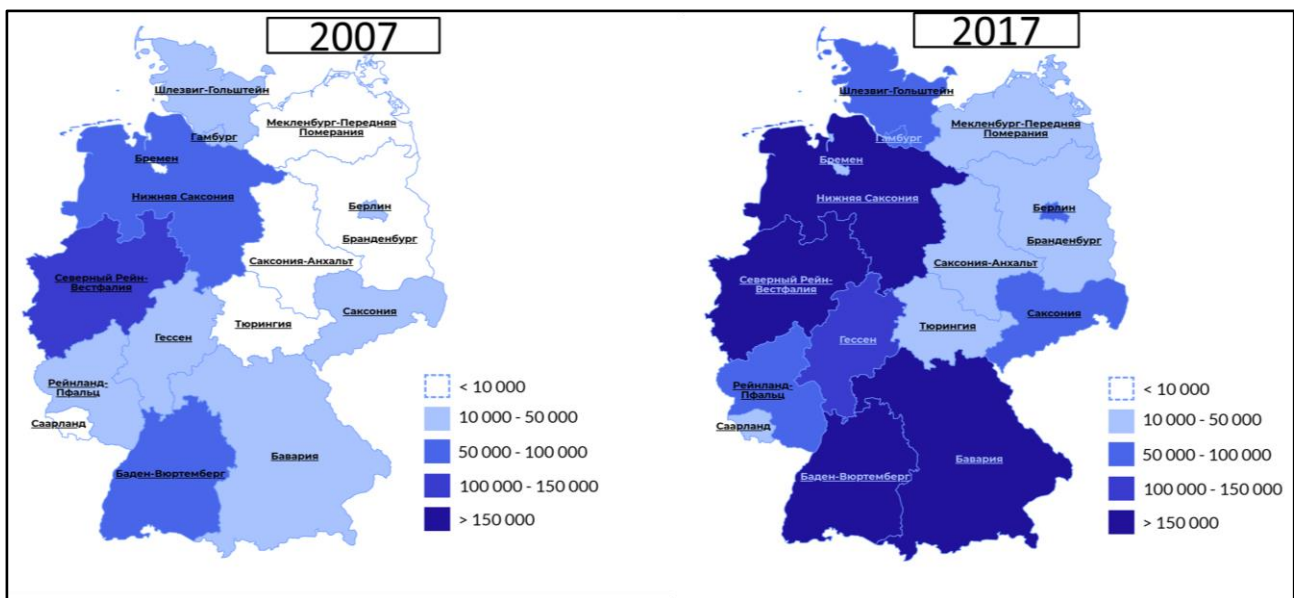 2007
Шлезвиг-Гольштейн
Мекленбург-Передняя
Померания
Гамбург
Бремен
Нижняя Саксония
Берлин
Бранденбург
Саксония-Анхальт
Северный Рейн-
Вестфалия
Тюрингия
Саксония
Гессен
Рейнланд-
Пфальц
Саарланд
Баден-Вюртемберг
Бавария
< 10 000
10 000 - 50 000
50 000 - 100 000
100 000 - 150 000
> 150 000
2017
Шлезвиг-Гольштейн
Мекленбург-Передняя
Померания
Гамбург
Бремен
Нижняя Саксония
Берлин
Бранденбург
Саксония-Анхальт
Северный Рейн-
Вестфалия
Тюрингия
Саксония
Гессен
Рейнланд-
Пфальц
Саарланд
Баден-Вюртемберг
Бавария
< 10 000
10 000 - 50 000
50 000 - 100 000
100 000 - 150 000
> 150 000